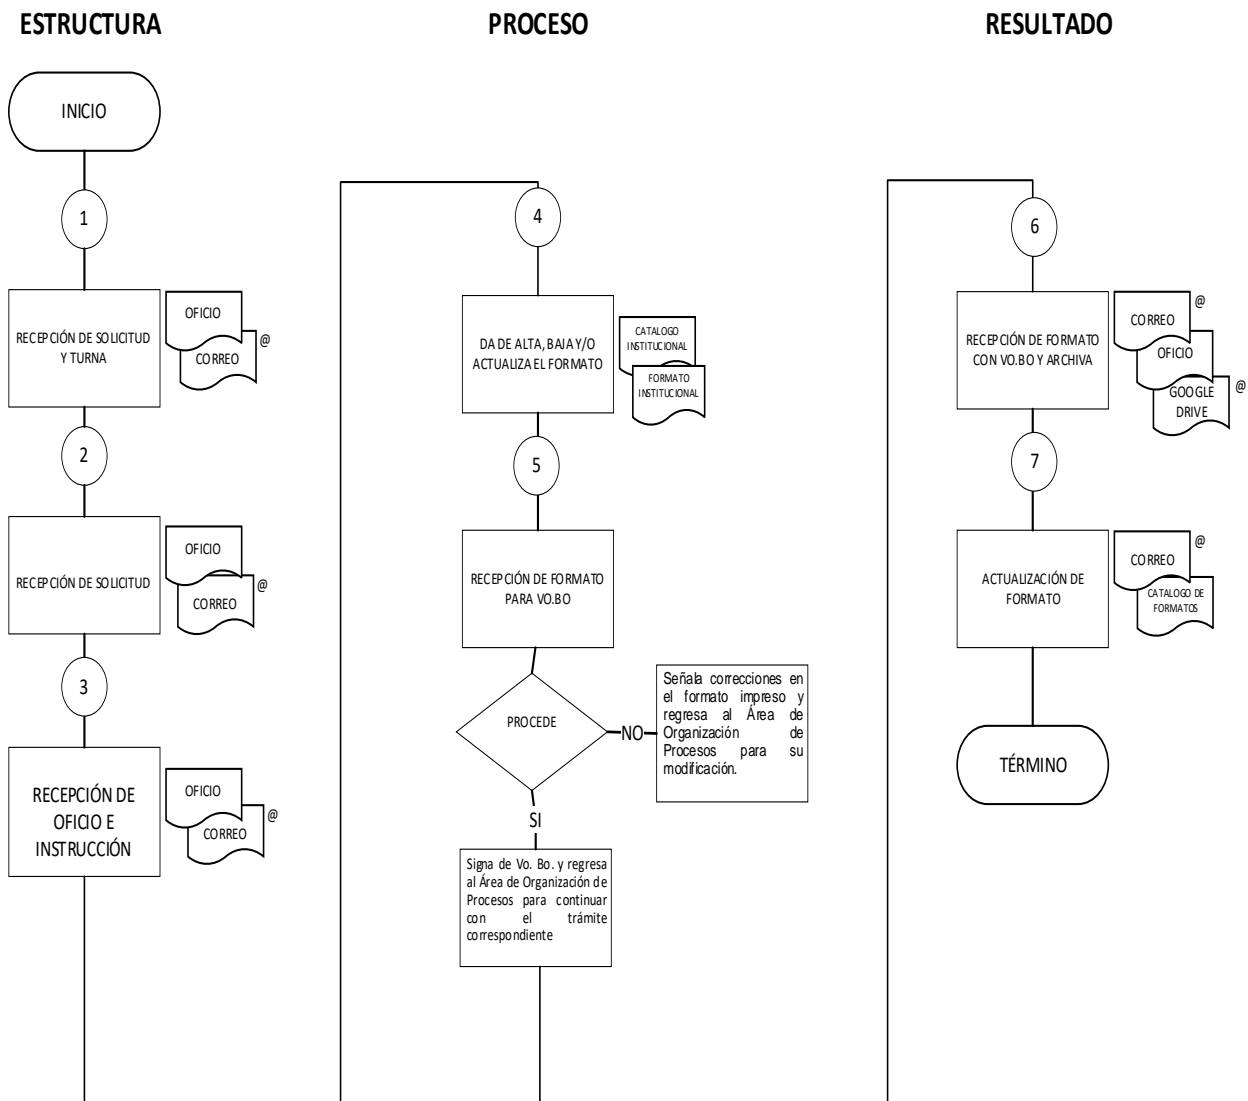 ESTRUCTURA
INICIO
1
RECEPCIÓN DE SOLICITUD
Y TURNA
OFICIO
@
CORREO
2
RECEPCIÓN DE SOLICITUD
OFICIO
@
CORREO
3
RECEPCIÓN DE
OFICIO E
INSTRUCCIÓN
OFICIO
@
CORREO
PROCESO
4
DA DE ALTA, BAJA Y/O
ACTUALIZA EL FORMATO
CATALOGO
INSTITUCIONAL
FORMATO
INSTITUCIONAL
5
RECEPCIÓN DE FORMATO
PARA VO.BO
PROCEDE
NO
Señala correcciones en
el formato impreso y
regresa al Área de
Organización de
Procesos para su
modificación.
SI
Signa de Vo. Bo. y regresa
al Área de Organización de
Procesos para continuar
con el trámite
correspondiente
RESULTADO
6
RECEPCIÓN DE FORMATO
CON VO.BO Y ARCHIVA
@
CORREO
OFICIO
@
GOOGLE
DRIVE
7
ACTUALIZACIÓN DE
FORMATO
@
CORREO
CATALOGO DE
FORMATOS
TÉRMINO